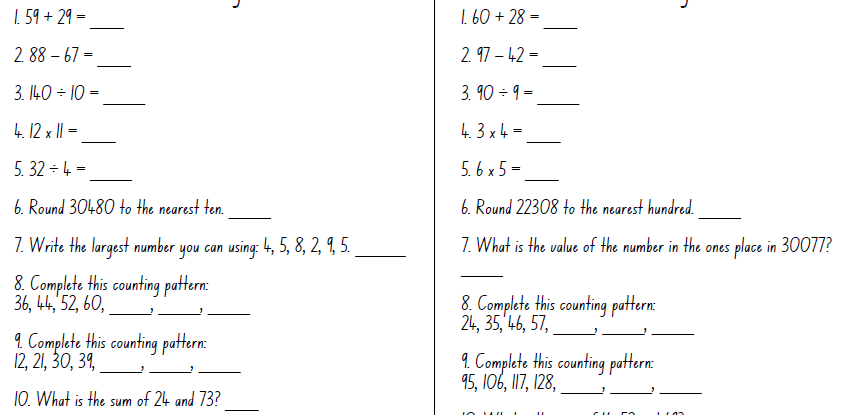 1. 59 + 29 = ____
2. 88 – 67 = ____
3. 140 ÷ 10 = ____
4. 12 x 11 = ____
5. 32 ÷ 4 = ____
6. Round 30480 to the nearest ten. ____
7. Write the largest number you can using: 4, 5, 8, 2, 9, 5. ____
8. Complete this counting pattern:
36, 44, 52, 60, ____, ____, ____
9. Complete this counting pattern:
12, 21, 30, 39, ____, ____, ____
10. What is the sum of 24 and 73? ____
1. 60 + 28 = ____
2. 97 – 42 = ____
3. 90 ÷ 9 = ____
4. 3 x 4 = ____
5. 6 x 5 = ____
6. Round 22308 to the nearest hundred. ____
7. What is the value of the number in the ones place in 30077?
____
8. Complete this counting pattern:
24, 35, 46, 57, ____, ____, ____
9. Complete this counting pattern:
95, 106, 117, 128, ____, ____, ____